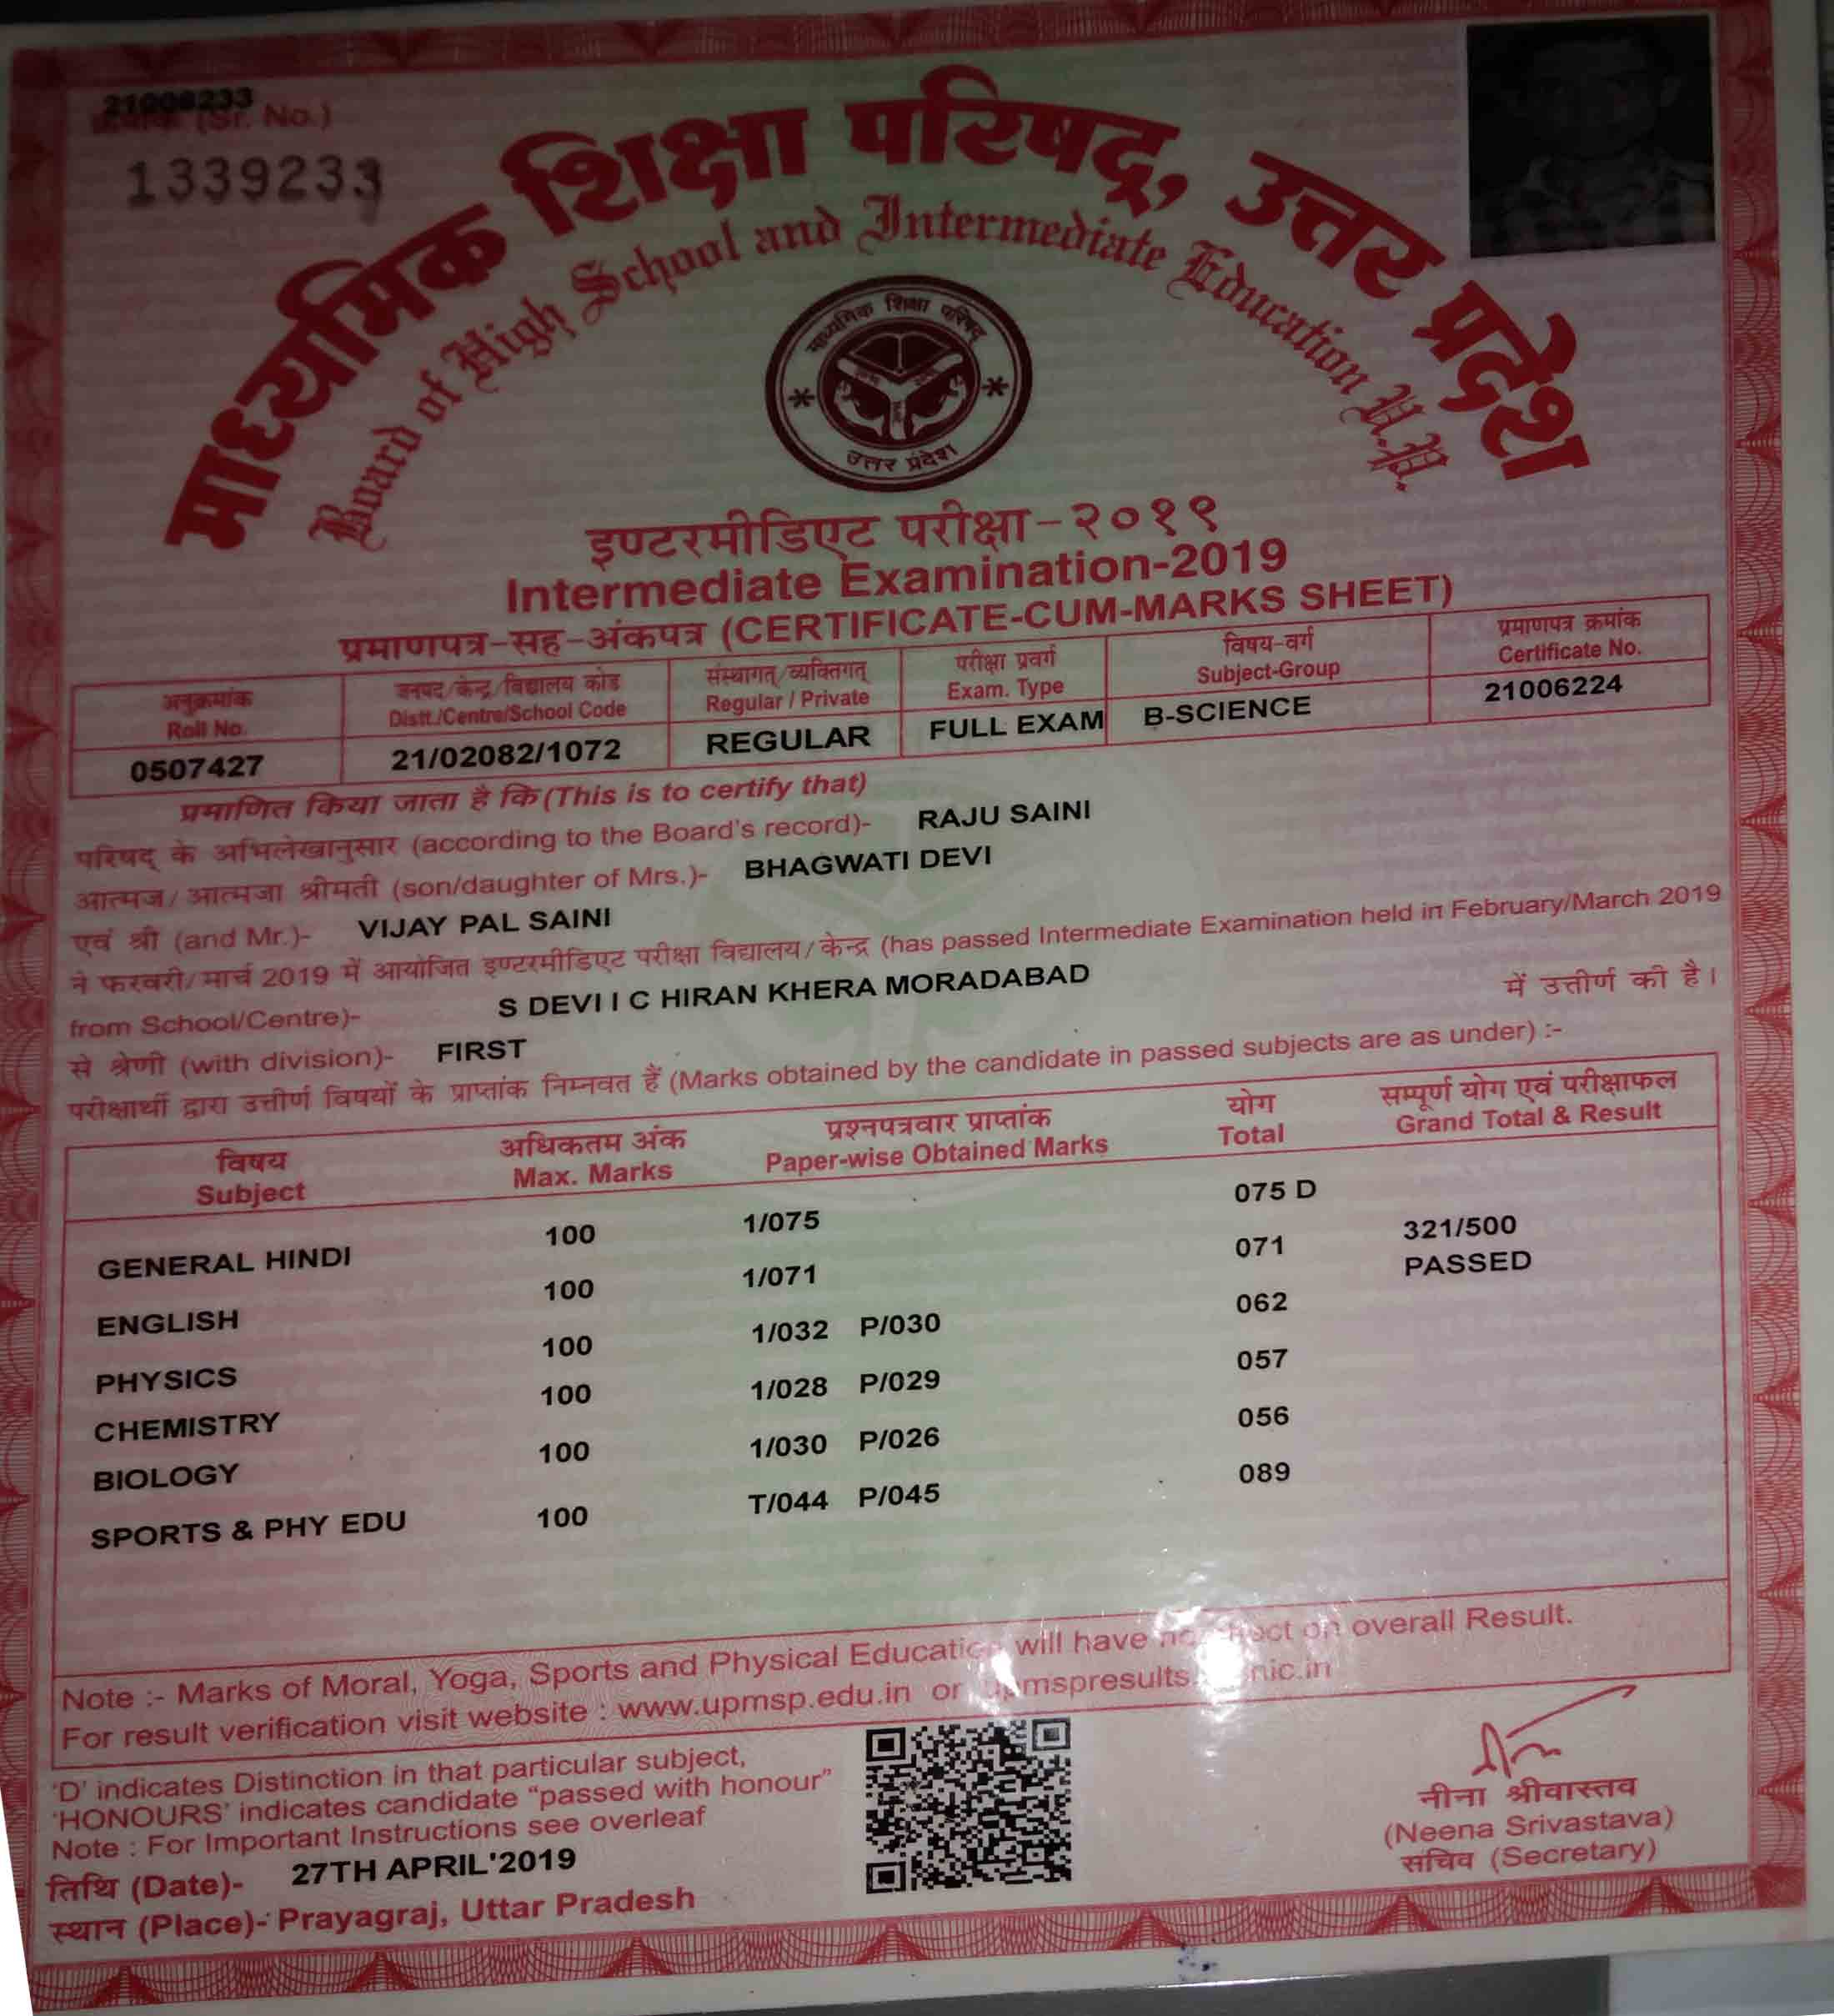 21006233
क्रमांक (Sr. No.)
1339233
माध्यमिक शिक्षा परिषद्, उत्तर प्रदेश
Board of High School and Intermediate Education U.P.
माध्यमिक शिक्षा परिषद्
उत्तर प्रदेश
इण्टरमीडिएट परीक्षा-२०१९
Intermediate Examination-2019
प्रमाणपत्र-सह-अंकपत्र (CERTIFICATE-CUM-MARKS SHEET)
अनुक्रमांक जनपद/केन्द्र/विद्यालय कोड संस्थागत/व्यक्तिगत् परीक्षा प्रवर्ग विषय-वर्ग प्रमाणपत्र क्रमांक
Roll No. Distt./Centre/School Code Regular / Private Exam. Type Subject-Group Certificate No.
0507427 21/02082/1072 REGULAR FULL EXAM B-SCIENCE 21006224
प्रमाणित किया जाता है कि (This is to certify that)
परिषद् के अभिलेखानुसार (according to the Board's record)- RAJU SAINI
आत्मज/आत्मजा श्रीमती (son/daughter of Mrs.)- BHAGWATI DEVI
एवं श्री (and Mr.)- VIJAY PAL SAINI
ने फरवरी/मार्च 2019 में आयोजित इण्टरमीडिएट परीक्षा विद्यालय/केन्द्र (has passed Intermediate Examination held in February/March 2019
from School/Centre)- S DEVI I C HIRAN KHERA MORADABAD में उत्तीर्ण की है।
से श्रेणी (with division)- FIRST
परीक्षार्थी द्वारा उत्तीर्ण विषयों के प्राप्तांक निम्नवत हैं (Marks obtained by the candidate in passed subjects are as under) :-
विषय अधिकतम अंक प्रश्नपत्रवार प्राप्तांक योग सम्पूर्ण योग एवं परीक्षाफल
Subject Max. Marks Paper-wise Obtained Marks Total Grand Total & Result
GENERAL HINDI 100 1/075 075 D 321/500
ENGLISH 100 1/071 071 PASSED
PHYSICS 100 1/032 P/030 062
CHEMISTRY 100 1/028 P/029 057
BIOLOGY 100 1/030 P/026 056
SPORTS & PHY EDU 100 T/044 P/045 089
Note :- Marks of Moral, Yoga, Sports and Physical Education will have no effect on overall Result.
For result verification visit website : www.upmsp.edu.in or upmspresults. nic.in
'D' indicates Distinction in that particular subject,
'HONOURS' indicates candidate "passed with honour"
Note : For Important Instructions see overleaf
तिथि (Date)- 27TH APRIL'2019
स्थान (Place)- Prayagraj, Uttar Pradesh
नीना श्रीवास्तव
(Neena Srivastava)
सचिव (Secretary)